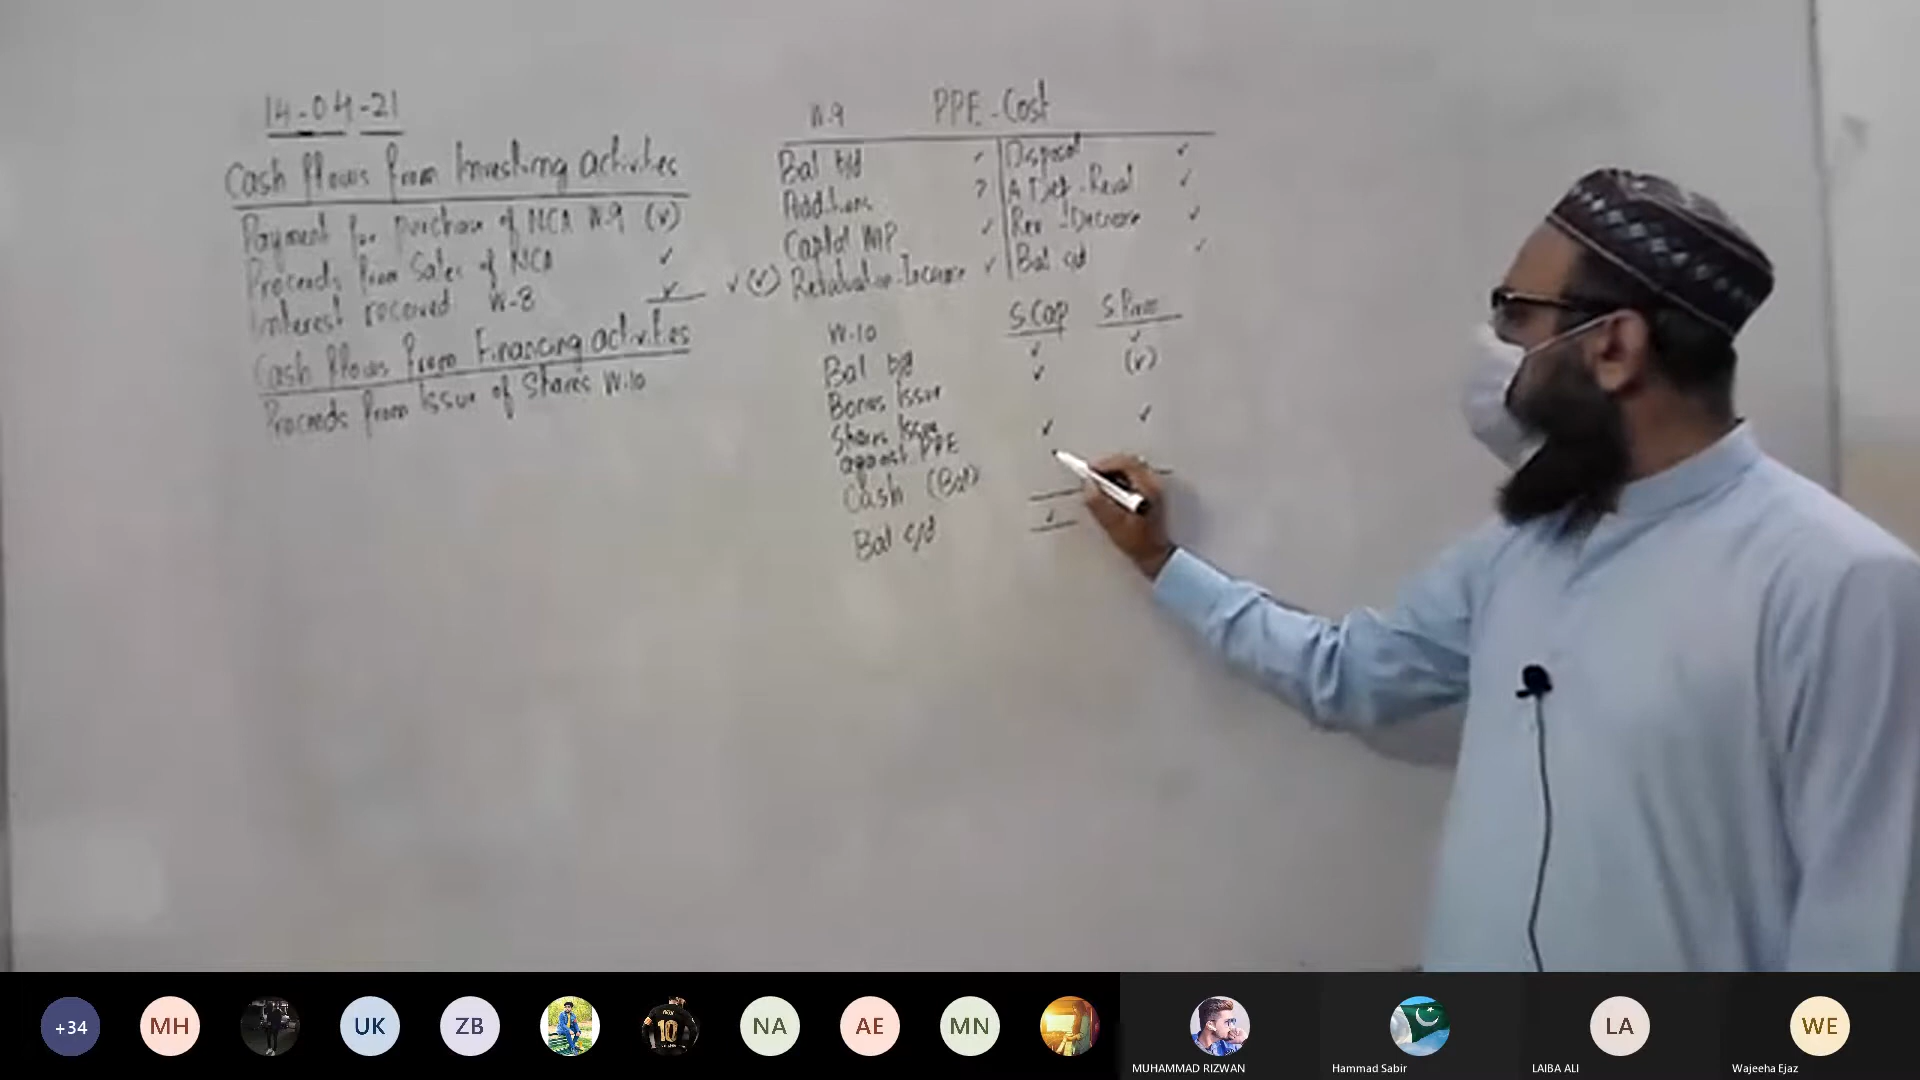 14-04-21
Cash flows from Investing activities
Payment for purchase of NCA W.9 (✓)
Proceeds from Sales of NCA ✓
Interest received W-8 ✓
Cash flows from Financing activities
Proceeds from Issue of Shares W.10
W.9 PPE-Cost
Bal b/d ✓ Disposal ✓
Additions ? A Dep-Reval ✓
Capital WIP ✓ Rev-Decrease ✓
✓(✓) Revaluation-Increase ✓ Bal c/d ✓
W.10 S.Cap S.Prem
Bal b/d ✓ ✓
Bonus Issue ✓ (✓)
Shares Issue
against PPE ✓ ✓
Cash (Bal)
Bal c/d ✓
+34
MH
UK
ZB
10
NA
AE
MN
LA
WE
MUHAMMAD RIZWAN
Hammad Sabir
LAIBA ALI
Wajeeha Ejaz